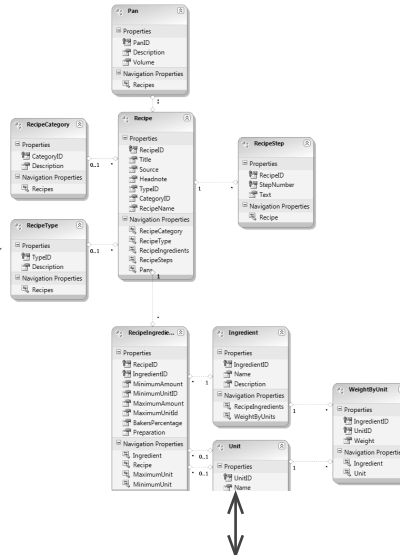 Pan
Properties
PanID
Description
Volume
Navigation Properties
Recipes
*
*
RecipeCategory
Properties
CategoryID
Description
Navigation Properties
Recipes
0..1
*
Recipe
Properties
RecipeID
Title
Source
Headnote
TypeID
CategoryID
RecipeName
Navigation Properties
RecipeCategory
RecipeType
RecipeIngredients
RecipeSteps
Pans
1
*
RecipeStep
Properties
RecipeID
StepNumber
Text
Navigation Properties
Recipe
RecipeType
Properties
TypeID
Description
Navigation Properties
Recipes
0..1
*
1
*
RecipeIngredie...
Properties
RecipeID
IngredientID
MinimumAmount
MinimumUnitID
MaximumAmount
MaximumUnitId
BakersPercentage
Preparation
Navigation Properties
Ingredient
Recipe
MaximumUnit
MinimumUnit
*
1
Ingredient
Properties
IngredientID
Name
Description
Navigation Properties
RecipeIngredients
WeightByUnits
1
*
WeightByUnit
Properties
IngredientID
UnitID
Weight
Navigation Properties
Ingredient
Unit
* 0..1
* 0..1
Unit
Properties
UnitID
Name
1
*